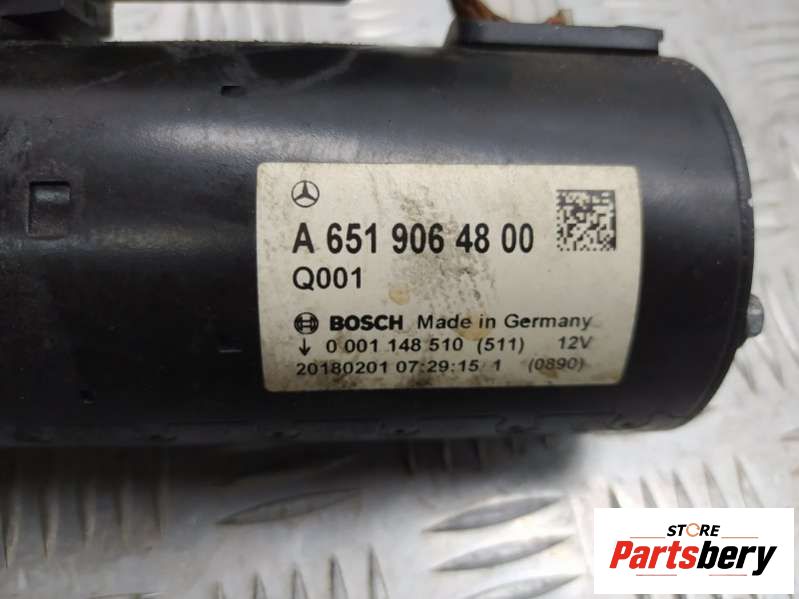 A 651 906 48 00
Q001
BOSCH Made in Germany
↓ 0 001 148 510 (511) 12V
20180201 07:29:15 1 (0890)
STORE
Partsbery